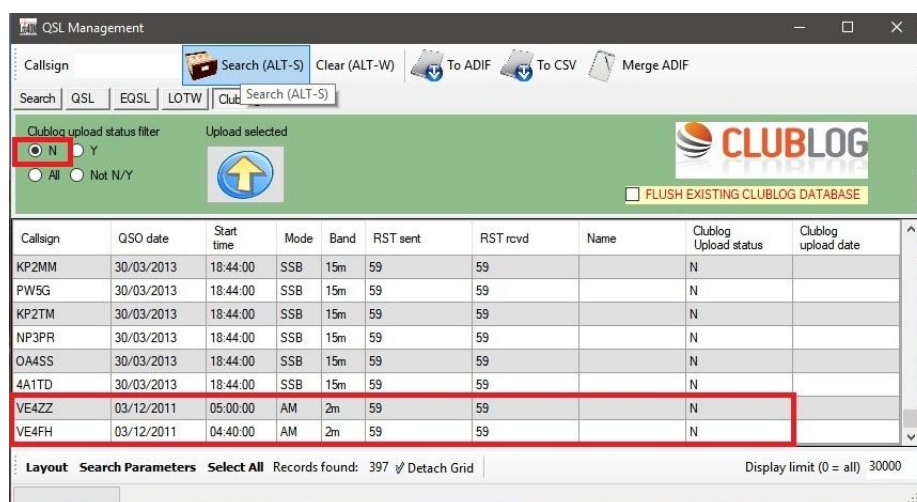 QSL Management
Callsign Search (ALT-S) Clear (ALT-W) To ADIF To CSV Merge ADIF
Search QSL EQSL LOTW Club Search (ALT-S)
Clublog upload status filter Upload selected
N Y
All Not N/Y
CLUBLOG
FLUSH EXISTING CLUBLOG DATABASE
Callsign QSO date Start time Mode Band RST sent RST rcvd Name Clublog Upload status Clublog upload date
KP2MM 30/03/2013 18:44:00 SSB 15m 59 59 N
PW5G 30/03/2013 18:44:00 SSB 15m 59 59 N
KP2TM 30/03/2013 18:44:00 SSB 15m 59 59 N
NP3PR 30/03/2013 18:44:00 SSB 15m 59 59 N
OA4SS 30/03/2013 18:44:00 SSB 15m 59 59 N
4A1TD 30/03/2013 18:44:00 SSB 15m 59 59 N
VE4ZZ 03/12/2011 05:00:00 AM 2m 59 59 N
VE4FH 03/12/2011 04:40:00 AM 2m 59 59 N
Layout Search Parameters Select All Records found: 397 Detach Grid Display limit (0 = all) 30000